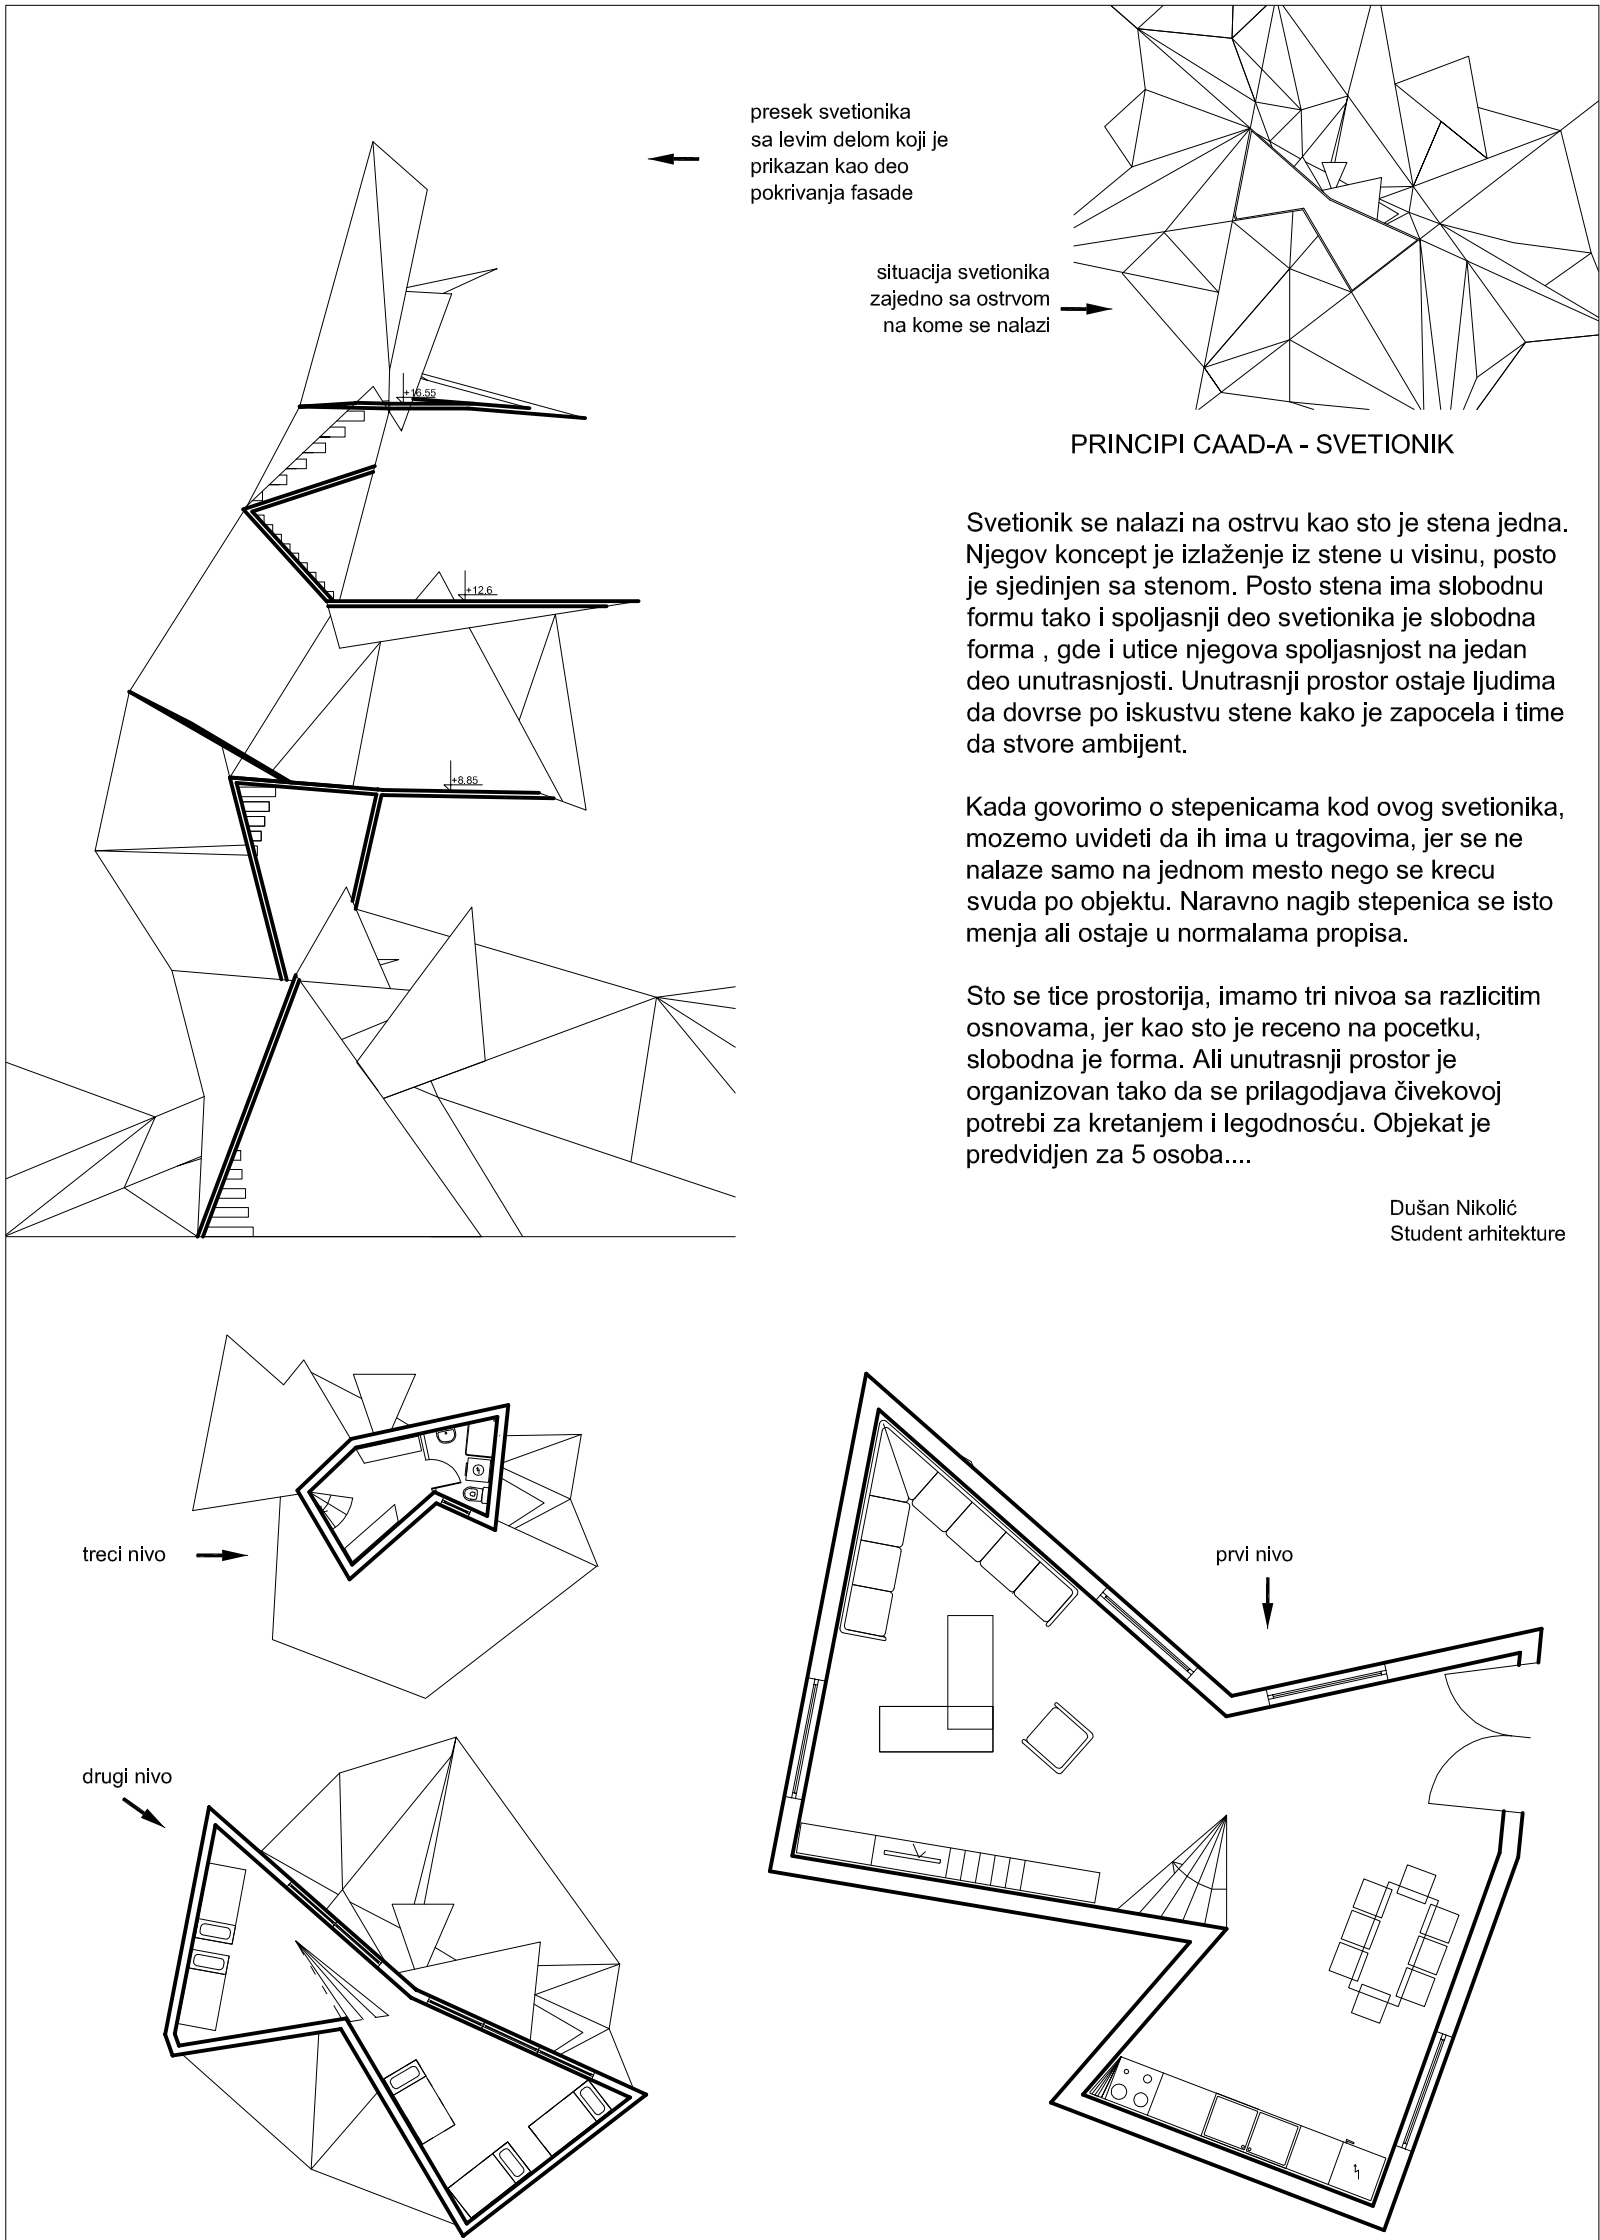 presek svetionika
sa levim delom koji je
prikazan kao deo
pokrivanja fasade
situacija svetionika
zajedno sa ostrvom
na kome se nalazi
+16.55
+12.6
+8.85
PRINCIPI CAAD-A - SVETIONIK
Svetionik se nalazi na ostrvu kao sto je stena jedna.
Njegov koncept je izlaženje iz stene u visinu, posto
je sjedinjen sa stenom. Posto stena ima slobodnu
formu tako i spoljasnji deo svetionika je slobodna
forma , gde i utice njegova spoljasnjost na jedan
deo unutrasnjosti. Unutrasnji prostor ostaje ljudima
da dovrse po iskustvu stene kako je zapocela i time
da stvore ambijent.
Kada govorimo o stepenicama kod ovog svetionika,
mozemo uvideti da ih ima u tragovima, jer se ne
nalaze samo na jednom mesto nego se krecu
svuda po objektu. Naravno nagib stepenica se isto
menja ali ostaje u normalama propisa.
Sto se tice prostorija, imamo tri nivoa sa razlicitim
osnovama, jer kao sto je receno na pocetku,
slobodna je forma. Ali unutrasnji prostor je
organizovan tako da se prilagodjava čivekovoj
potrebi za kretanjem i legodnosću. Objekat je
predvidjen za 5 osoba....
Dušan Nikolić
Student arhitekture
treci nivo
prvi nivo
drugi nivo